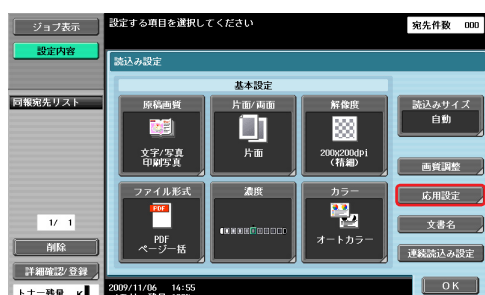 ジョブ表示
設定する項目を選択してください
宛先件数 000
設定内容
読込み設定
基本設定
同報宛先リスト
原稿画質
片面/両面
解像度
読込みサイズ
自動
文字/写真
印刷写真
片面
200x200dpi
(精細)
画質調整
ファイル形式
濃度
カラー
応用設定
PDF
PDF
ページ一括
オートカラー
文書名
1/ 1
削除
連続読込み設定
詳細確認/登録
トナー残量 K
2009/11/06 14:55
OK